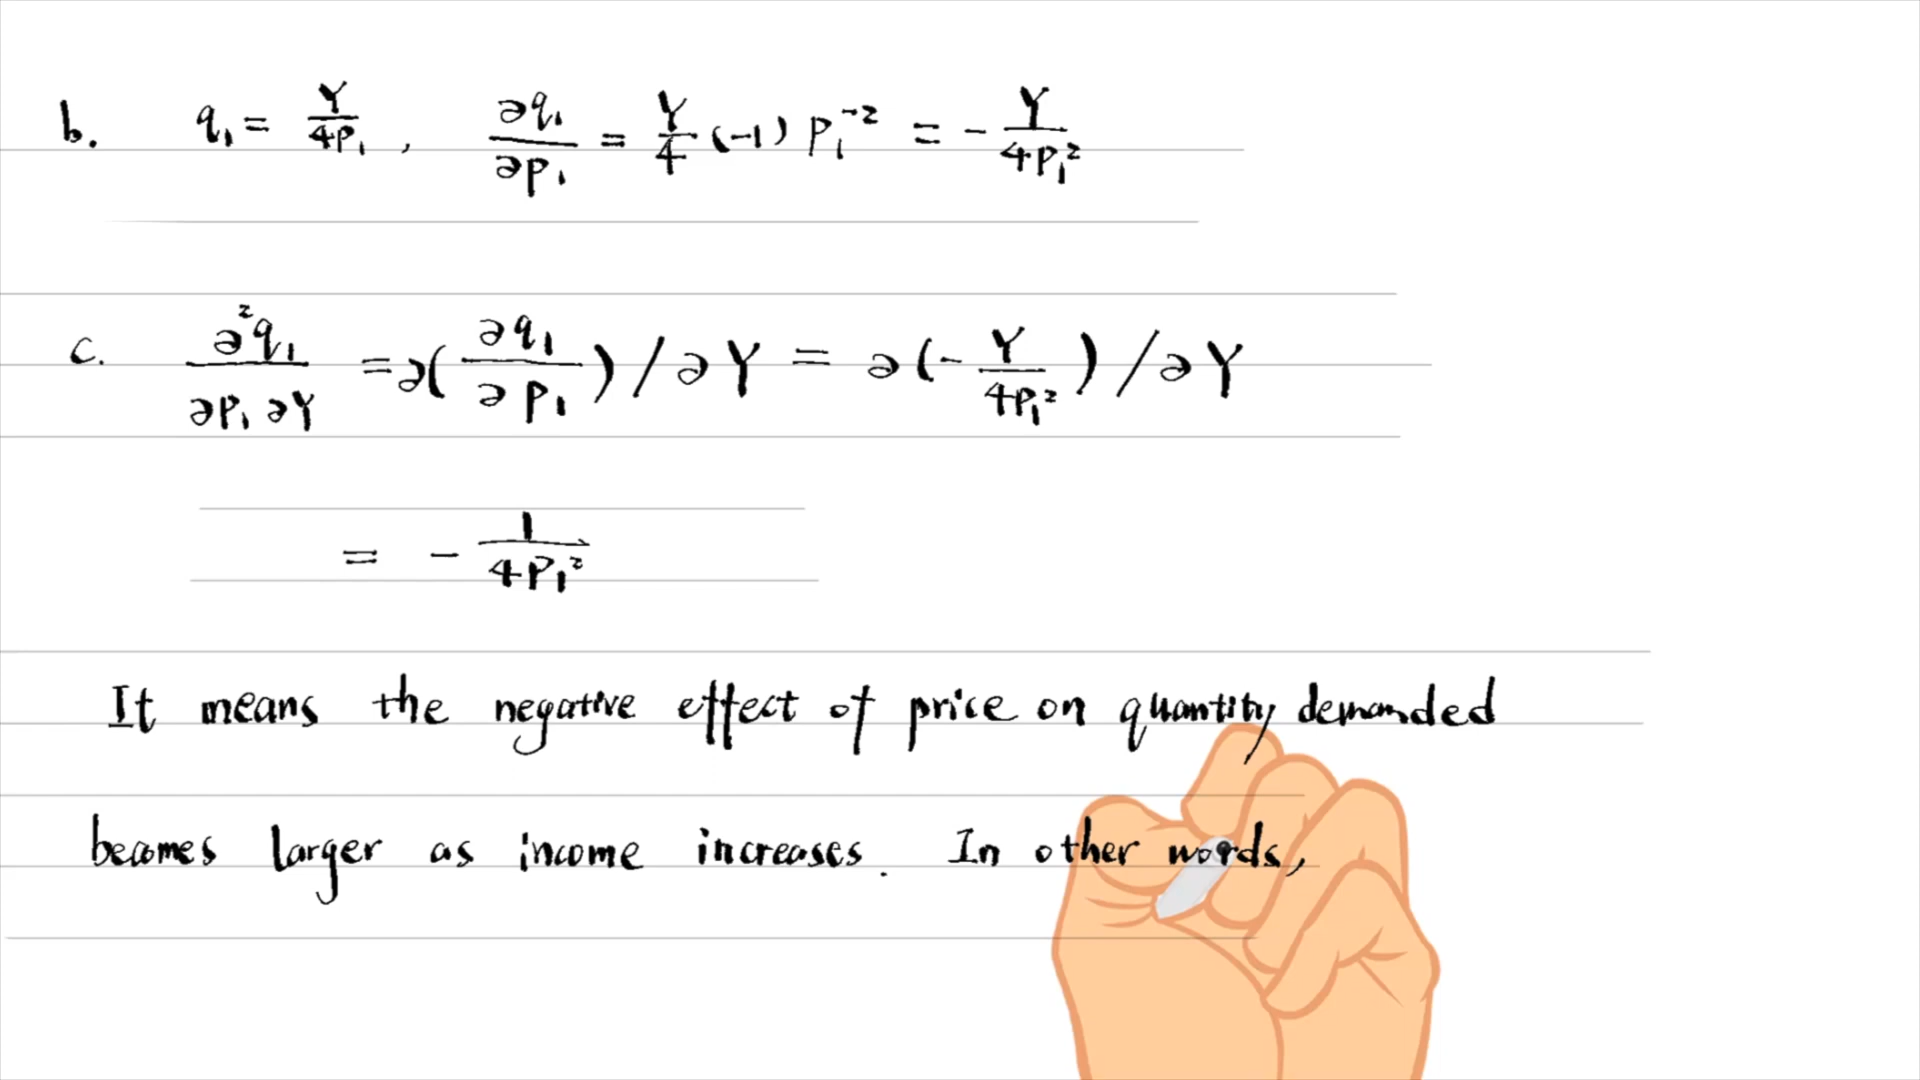 b. q₁ = Y/4P₁ , ∂q₁/∂P₁ = Y/4 (-1) P₁⁻² = - Y/4P₁²
c. ∂²q₁/∂P₁ ∂Y = ∂(∂q₁/∂P₁)/∂Y = ∂(- Y/4P₁²)/∂Y
= - 1/4P₁²
It means the negative effect of price on quantity demanded
becomes larger as income increases. In other words,